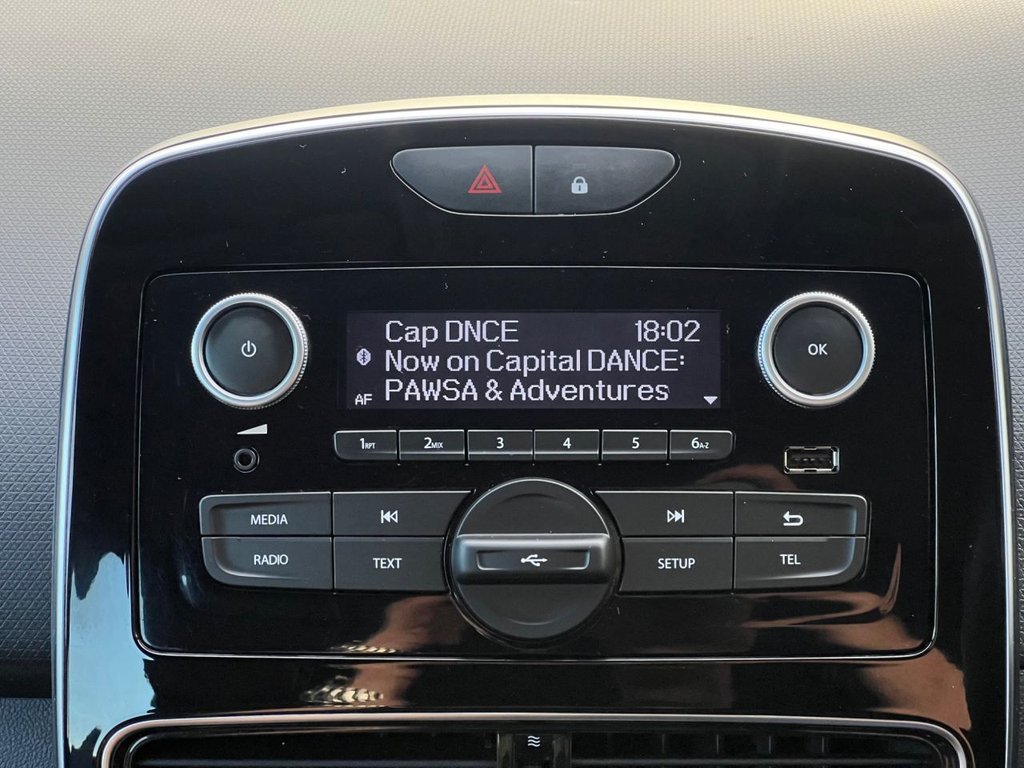 Cap DNCE 18:02
Now on Capital DANCE:
AF PAWSA & Adventures
OK
1RPT 2MIX 3 4 5 6A-Z
MEDIA
RADIO TEXT SETUP TEL